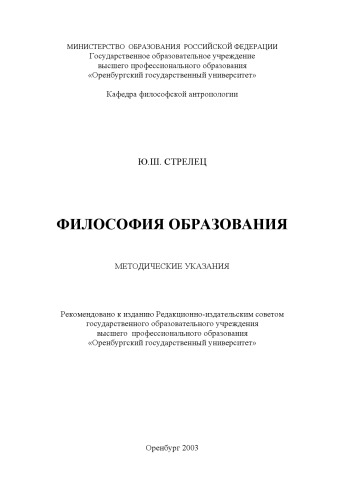 МИНИСТЕРСТВО ОБРАЗОВАНИЯ РОССИЙСКОЙ ФЕДЕРАЦИИ
Государственное образовательное учреждение
высшего профессионального образования
«Оренбургский государственный университет»
Кафедра философской антропологии
Ю.Ш. СТРЕЛЕЦ
ФИЛОСОФИЯ ОБРАЗОВАНИЯ
МЕТОДИЧЕСКИЕ УКАЗАНИЯ
Рекомендовано к изданию Редакционно-издательским советом
государственного образовательного учреждения
высшего профессионального образования
«Оренбургский государственный университет»
Оренбург 2003